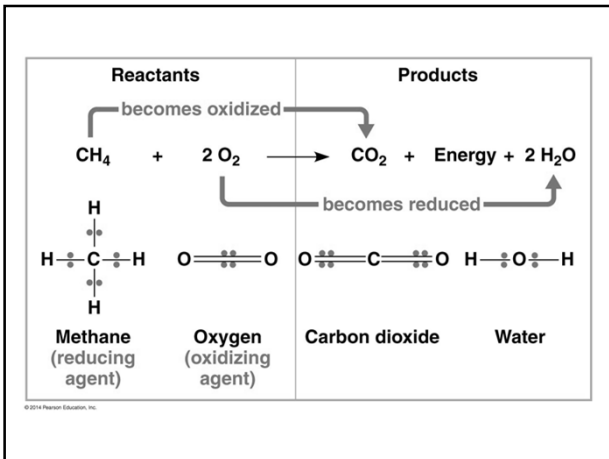 Reactants Products
becomes oxidized
CH₄ + 2 O₂ → CO₂ + Energy + 2 H₂O
becomes reduced
H
H C H O O O C O H O H
H
Methane Oxygen Carbon dioxide Water
(reducing (oxidizing
agent) agent)
© 2014 Pearson Education, Inc.